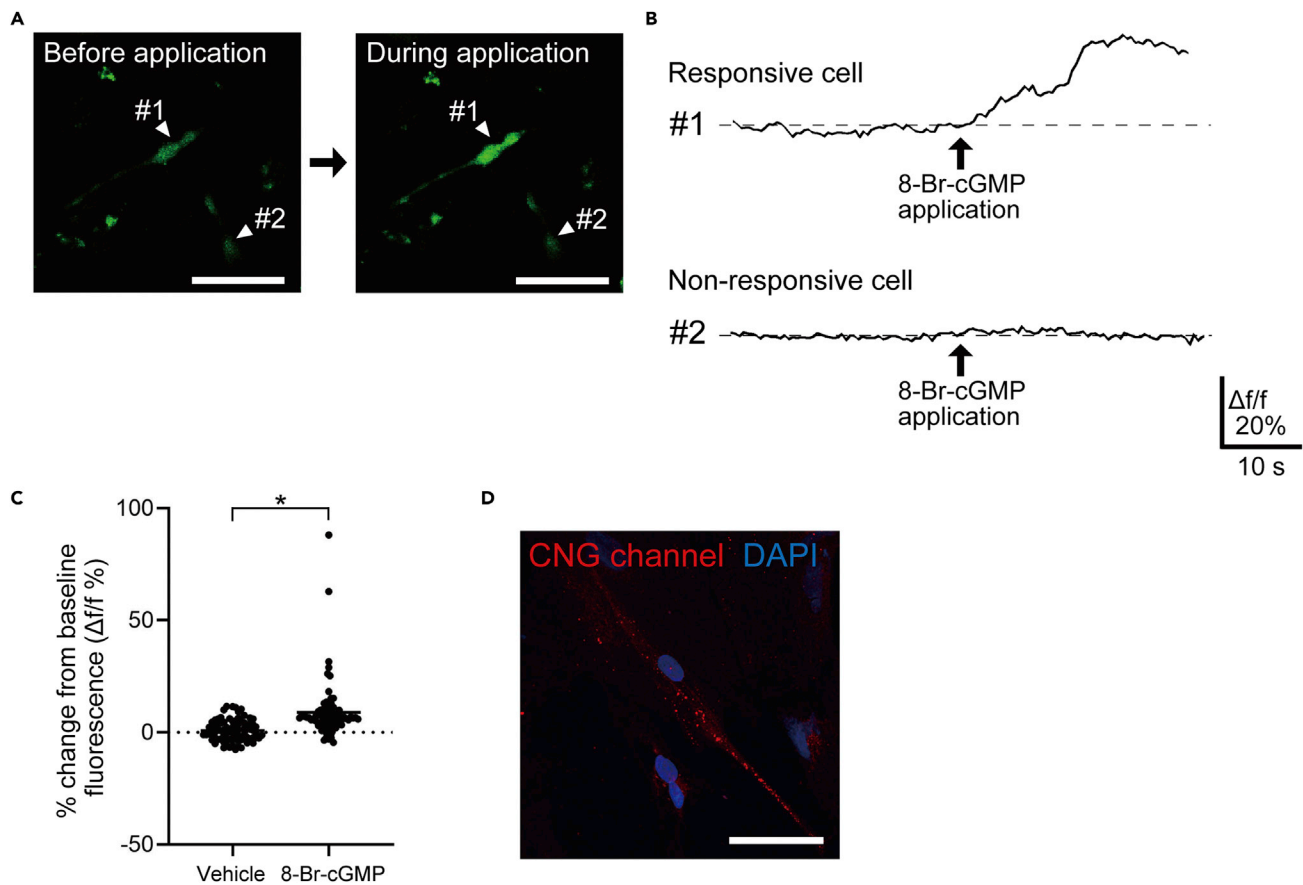 A
Before application
#1
#2
During application
#1
#2
B
Responsive cell
#1
8-Br-cGMP
application
Non-responsive cell
#2
8-Br-cGMP
application
Δf/f
20%
10 s
C
% change from baseline
fluorescence (Δf/f %)
100
50
0
-50
*
Vehicle
8-Br-cGMP
D
CNG channel DAPI